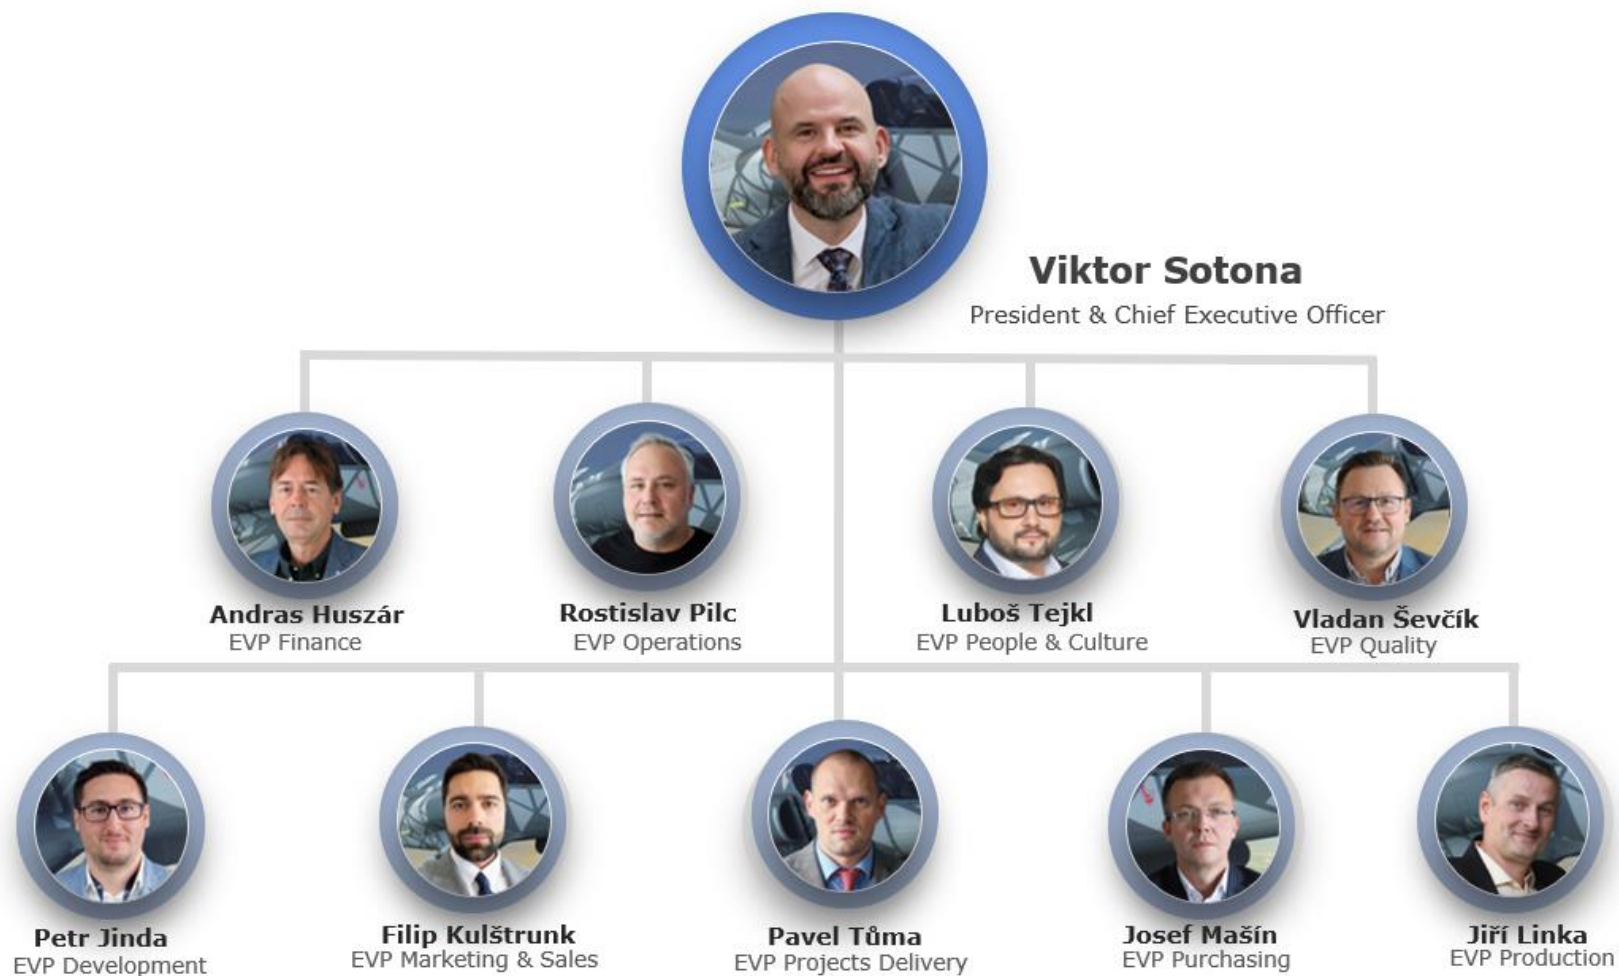 Viktor Sotona
President & Chief Executive Officer
Andras Huszár
EVP Finance
Rostislav Pilc
EVP Operations
Luboš Tejkl
EVP People & Culture
Vladan Ševčík
EVP Quality
Petr Jinda
EVP Development
Filip Kulštrunk
EVP Marketing & Sales
Pavel Tůma
EVP Projects Delivery
Josef Mašín
EVP Purchasing
Jiří Linka
EVP Production